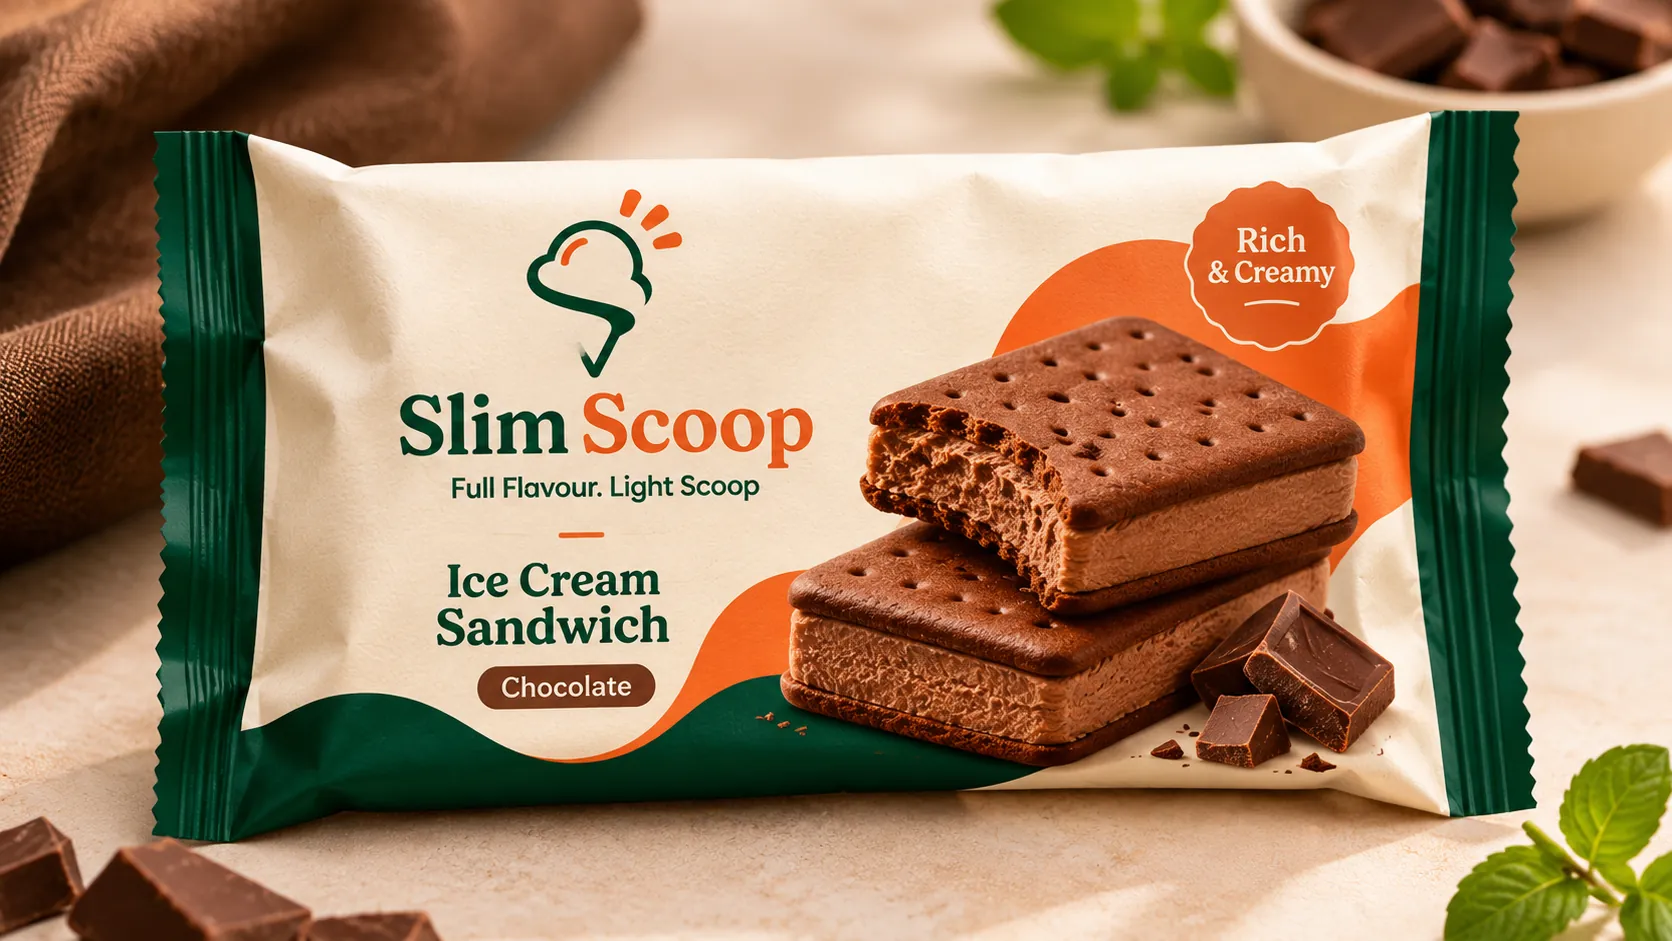 Slim Scoop
Full Flavour. Light Scoop
Ice Cream
Sandwich
Chocolate
Rich
& Creamy